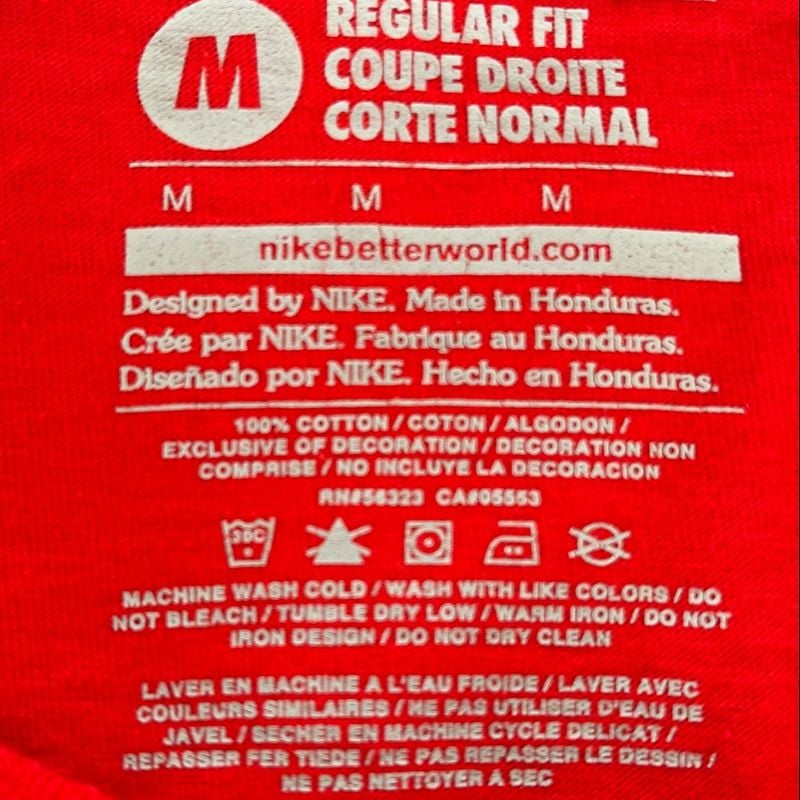 M
REGULAR FIT
COUPE DROITE
CORTE NORMAL
M M M
nikebetterworld.com
Designed by NIKE. Made in Honduras.
Crée par NIKE. Fabrique au Honduras.
Diseñado por NIKE. Hecho en Honduras.
100% COTTON / COTON / ALGODON /
EXCLUSIVE OF DECORATION / DECORATION NON
COMPRISE / NO INCLUYE LA DECORACION
RN#56323 CA#05553
30C
MACHINE WASH COLD / WASH WITH LIKE COLORS / DO
NOT BLEACH / TUMBLE DRY LOW / WARM IRON / DO NOT
IRON DESIGN / DO NOT DRY CLEAN
LAVER EN MACHINE A L'EAU FROIDE / LAVER AVEC
COULEURS SIMILAIRES / NE PAS UTILISER D'EAU DE
JAVEL / SECHER EN MACHINE CYCLE DELICAT /
REPASSER FER TIEDE / NE PAS REPASSER LE DESSIN /
NE PAS NETTOYER A SEC